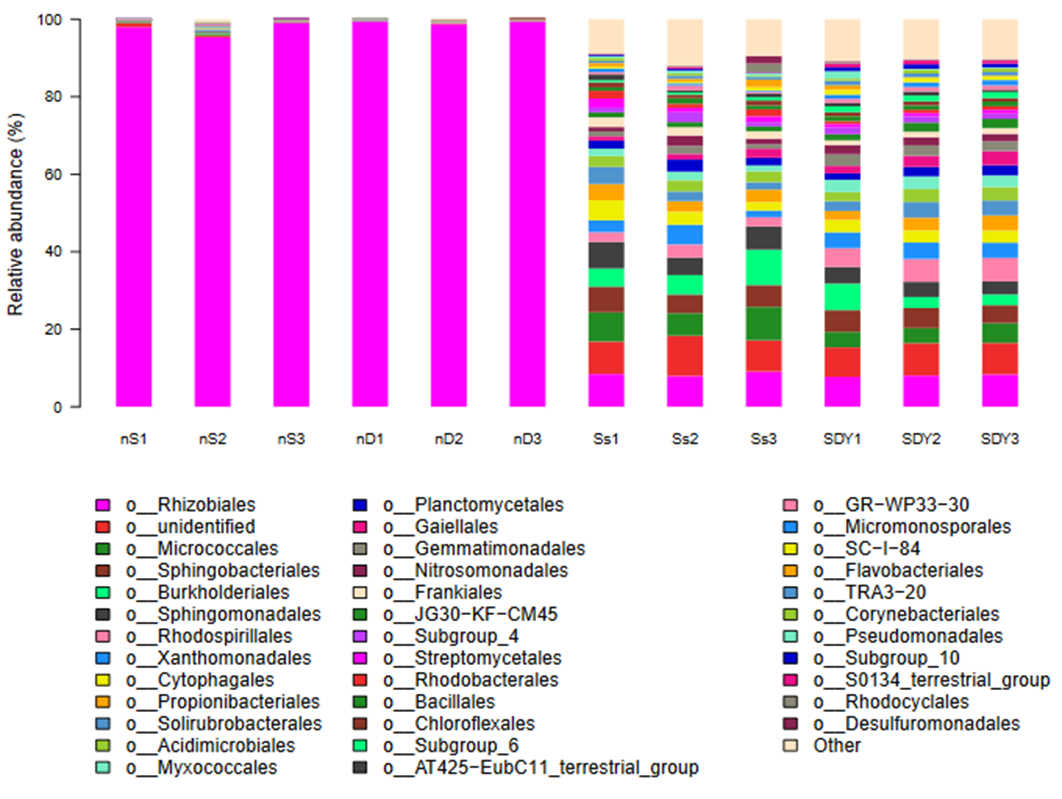 100
80
60
40
20
0
Relative abundance (%)
nS1 nS2 nS3 nD1 nD2 nD3 Ss1 Ss2 Ss3 SDY1 SDY2 SDY3
o__Rhizobiales
o__unidentified
o__Micrococcales
o__Sphingobacteriales
o__Burkholderiales
o__Sphingomonadales
o__Rhodospirillales
o__Xanthomonadales
o__Cytophagales
o__Propionibacteriales
o__Solirubrobacterales
o__Acidimicrobiales
o__Myxococcales
o__Planctomycetales
o__Gaiellales
o__Gemmatimonadales
o__Nitrosomonadales
o__Frankiales
o__JG30-KF-CM45
o__Subgroup_4
o__Streptomycetales
o__Rhodobacterales
o__Bacillales
o__Chloroflexales
o__Subgroup_6
o__AT425-EubC11_terrestrial_group
o__GR-WP33-30
o__Micromonosporales
o__SC-I-84
o__Flavobacteriales
o__TRA3-20
o__Corynebacteriales
o__Pseudomonadales
o__Subgroup_10
o__S0134_terrestrial_group
o__Rhodocyclales
o__Desulfuromonadales
Other